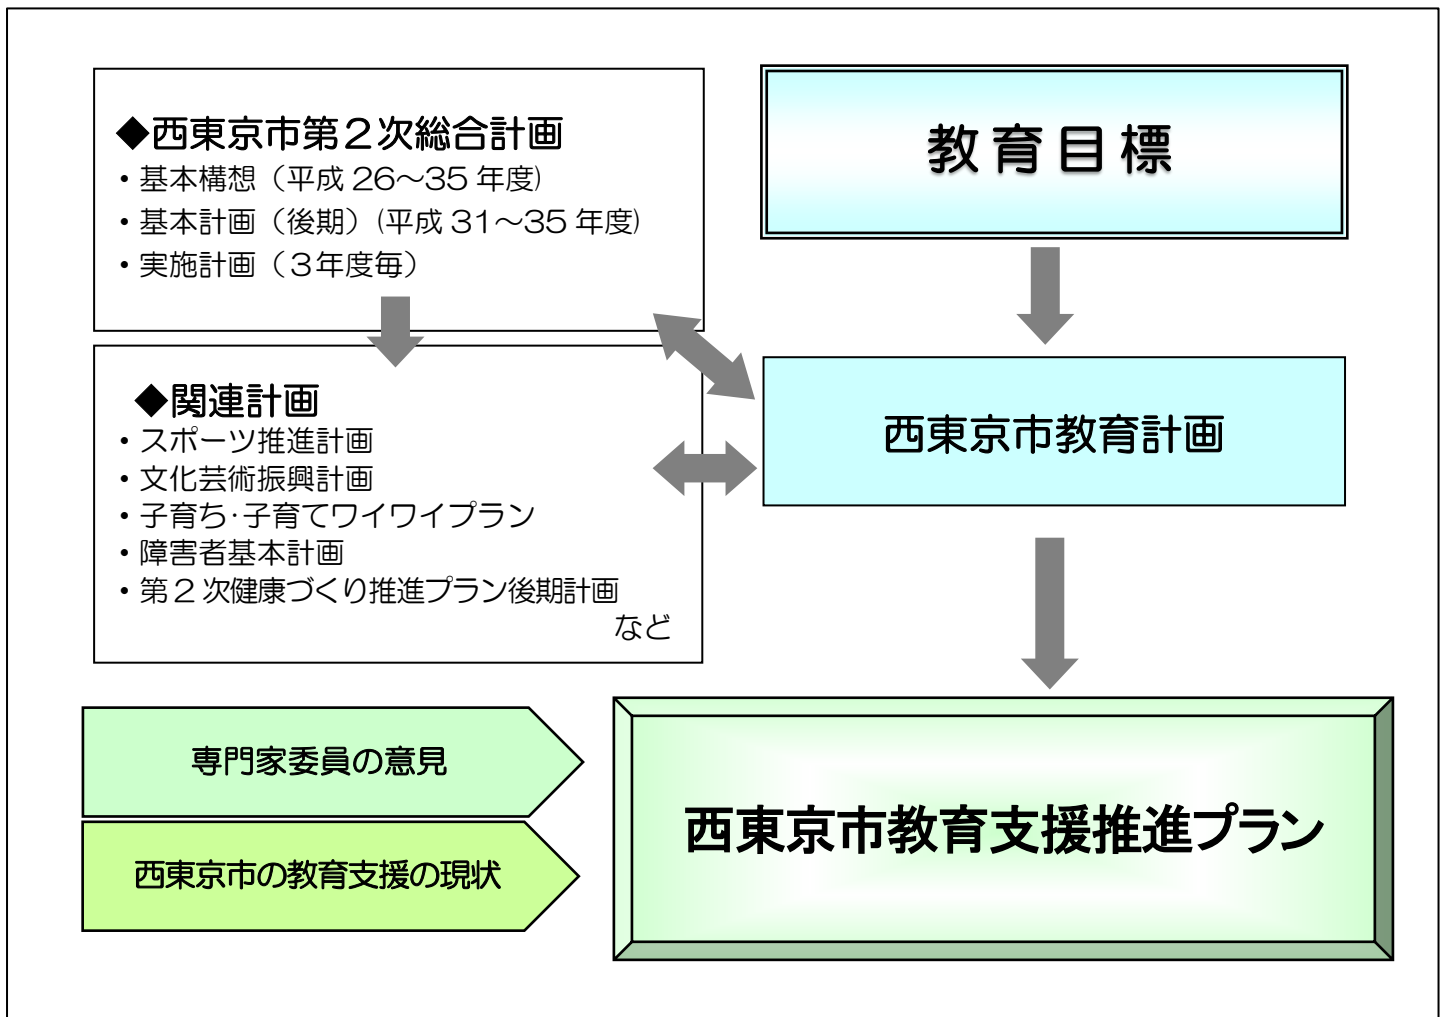 ◆西東京市第２次総合計画
・基本構想（平成 26～35 年度)
・基本計画（後期）(平成 31～35 年度)
・実施計画（３年度毎）
◆関連計画
・スポーツ推進計画
・文化芸術振興計画
・子育ち･子育てワイワイプラン
・障害者基本計画
・第２次健康づくり推進プラン後期計画
など
教育目標
西東京市教育計画
専門家委員の意見
西東京市の教育支援の現状
西東京市教育支援推進プラン